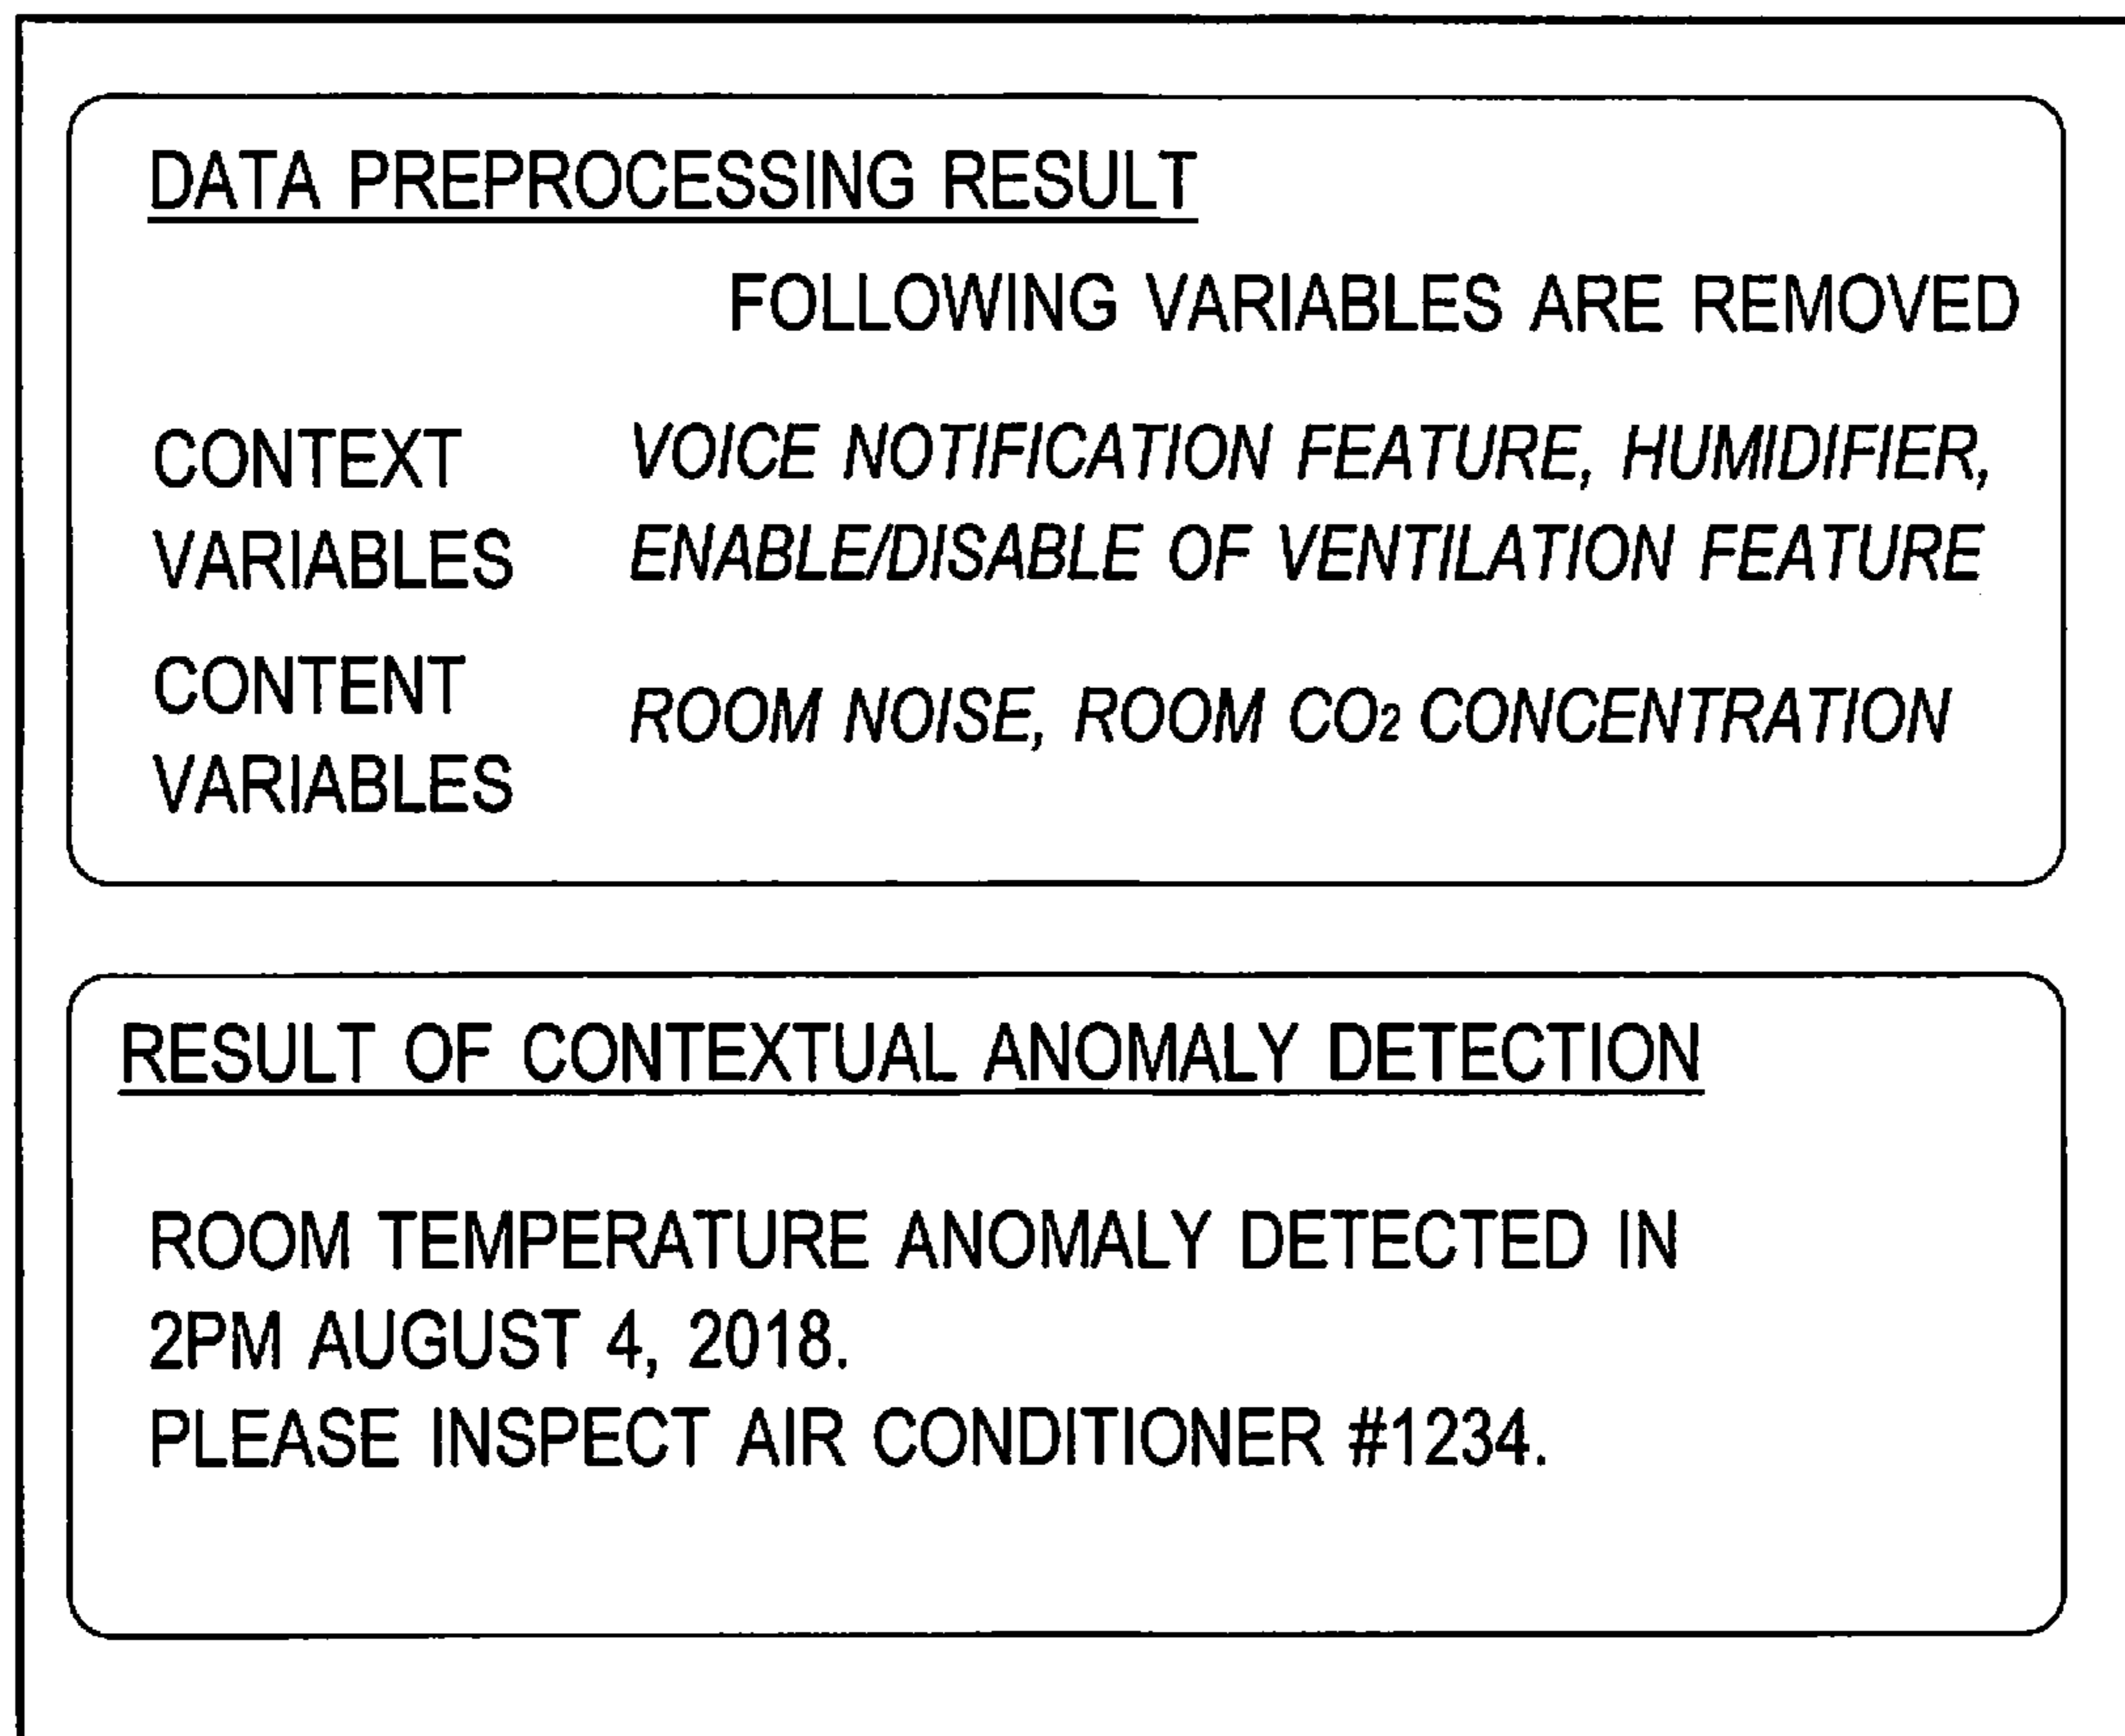 DATA PREPROCESSING RESULT
FOLLOWING VARIABLES ARE REMOVED
CONTEXT VARIABLES
VOICE NOTIFICATION FEATURE, HUMIDIFIER,
ENABLE/DISABLE OF VENTILATION FEATURE
CONTENT VARIABLES
ROOM NOISE, ROOM CO2 CONCENTRATION
RESULT OF CONTEXTUAL ANOMALY DETECTION
ROOM TEMPERATURE ANOMALY DETECTED IN
2PM AUGUST 4, 2018.
PLEASE INSPECT AIR CONDITIONER #1234.